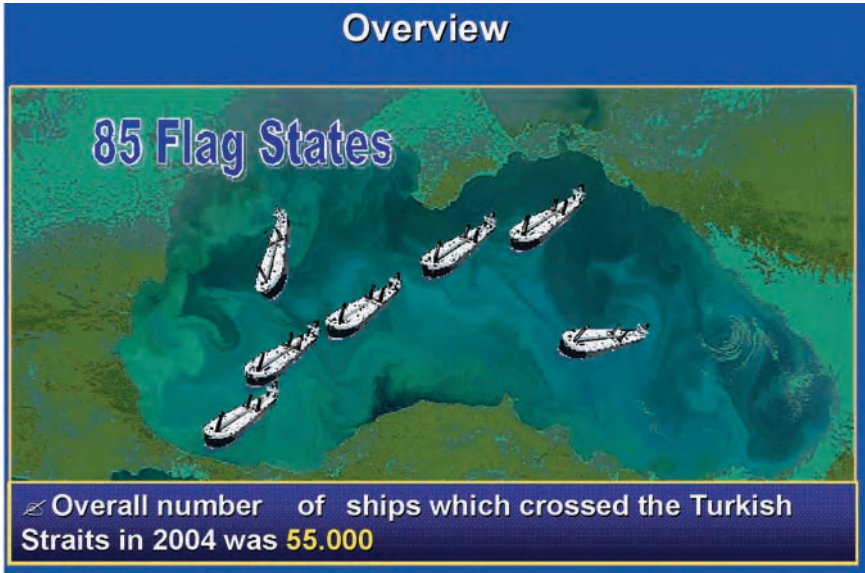 Overview
85 Flag States
Overall number of ships which crossed the Turkish
Straits in 2004 was 55.000